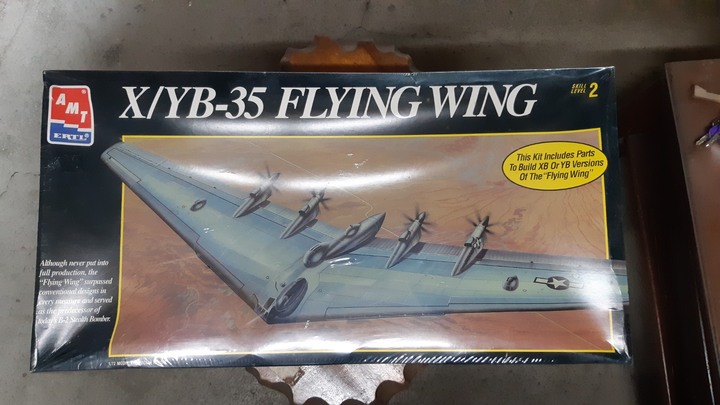 AMT
ERTL
X/YB-35 FLYING WING
SKILL
LEVEL 2
This Kit Includes Parts
To Build XB Or YB Versions
Of The "Flying Wing"
Although never put into
full production, the
"Flying Wing" surpassed
conventional designs in
every measure and served
as the predecessor of
today's B-2 Stealth Bomber.